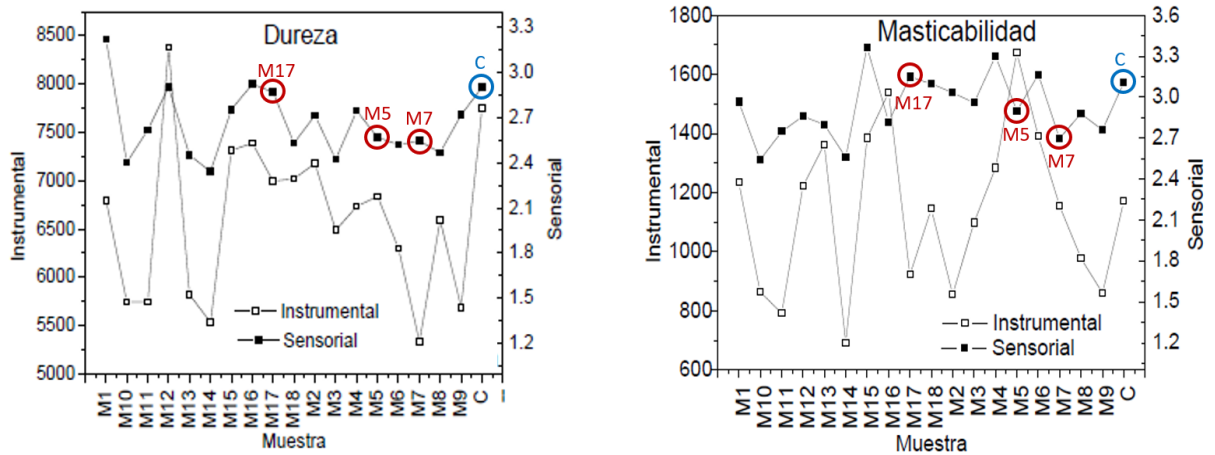 Dureza
8500
8000
7500
7000
6500
6000
5500
5000
Instrumental
3.3
3.0
2.7
2.4
2.1
1.8
1.5
1.2
Sensorial
M17
M5
M7
C
Instrumental
Sensorial
M1 M10 M11 M12 M13 M14 M15 M16 M17 M18 M2 M3 M4 M5 M6 M7 M8 M9 C --
Muestra
Masticabilidad
1800
1600
1400
1200
1000
800
600
Instrumental
3.6
3.3
3.0
2.7
2.4
2.1
1.8
1.5
1.2
Sensorial
M17
M5
M7
C
Instrumental
Sensorial
M1 M10 M11 M12 M13 M14 M15 M16 M17 M18 M2 M3 M4 M5 M6 M7 M8 M9 C
Muestra